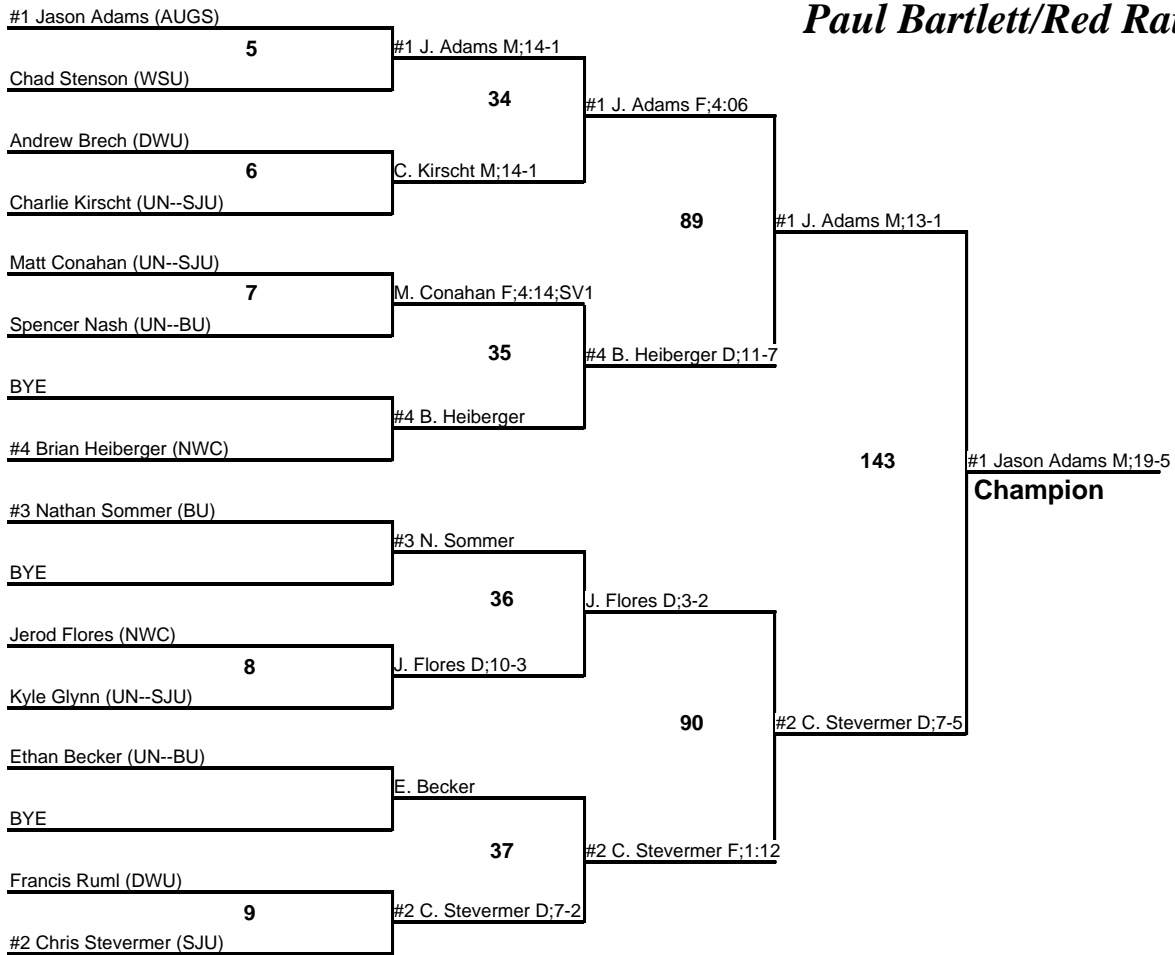 Paul Bartlett/Red
#1 Jason Adams (AUGS)
5
Chad Stenson (WSU)
#1 J. Adams M;14-1
34
Andrew Brech (DWU)
6
Charlie Kirscht (UN--SJU)
C. Kirscht M;14-1
#1 J. Adams F;4:06
89
Matt Conahan (UN--SJU)
7
Spencer Nash (UN--BU)
M. Conahan F;4:14;SV1
35
BYE
#4 Brian Heiberger (NWC)
#4 B. Heiberger
#4 B. Heiberger D;11-7
#1 J. Adams M;13-1
143
#1 Jason Adams M;19-5
Champion
#3 Nathan Sommer (BU)
BYE
#3 N. Sommer
36
Jerod Flores (NWC)
8
Kyle Glynn (UN--SJU)
J. Flores D;10-3
J. Flores D;3-2
90
Ethan Becker (UN--BU)
BYE
E. Becker
37
Francis Ruml (DWU)
9
#2 Chris Stevermer (SJU)
#2 C. Stevermer D;7-2
#2 C. Stevermer F;1:12
#2 C. Stevermer D;7-5